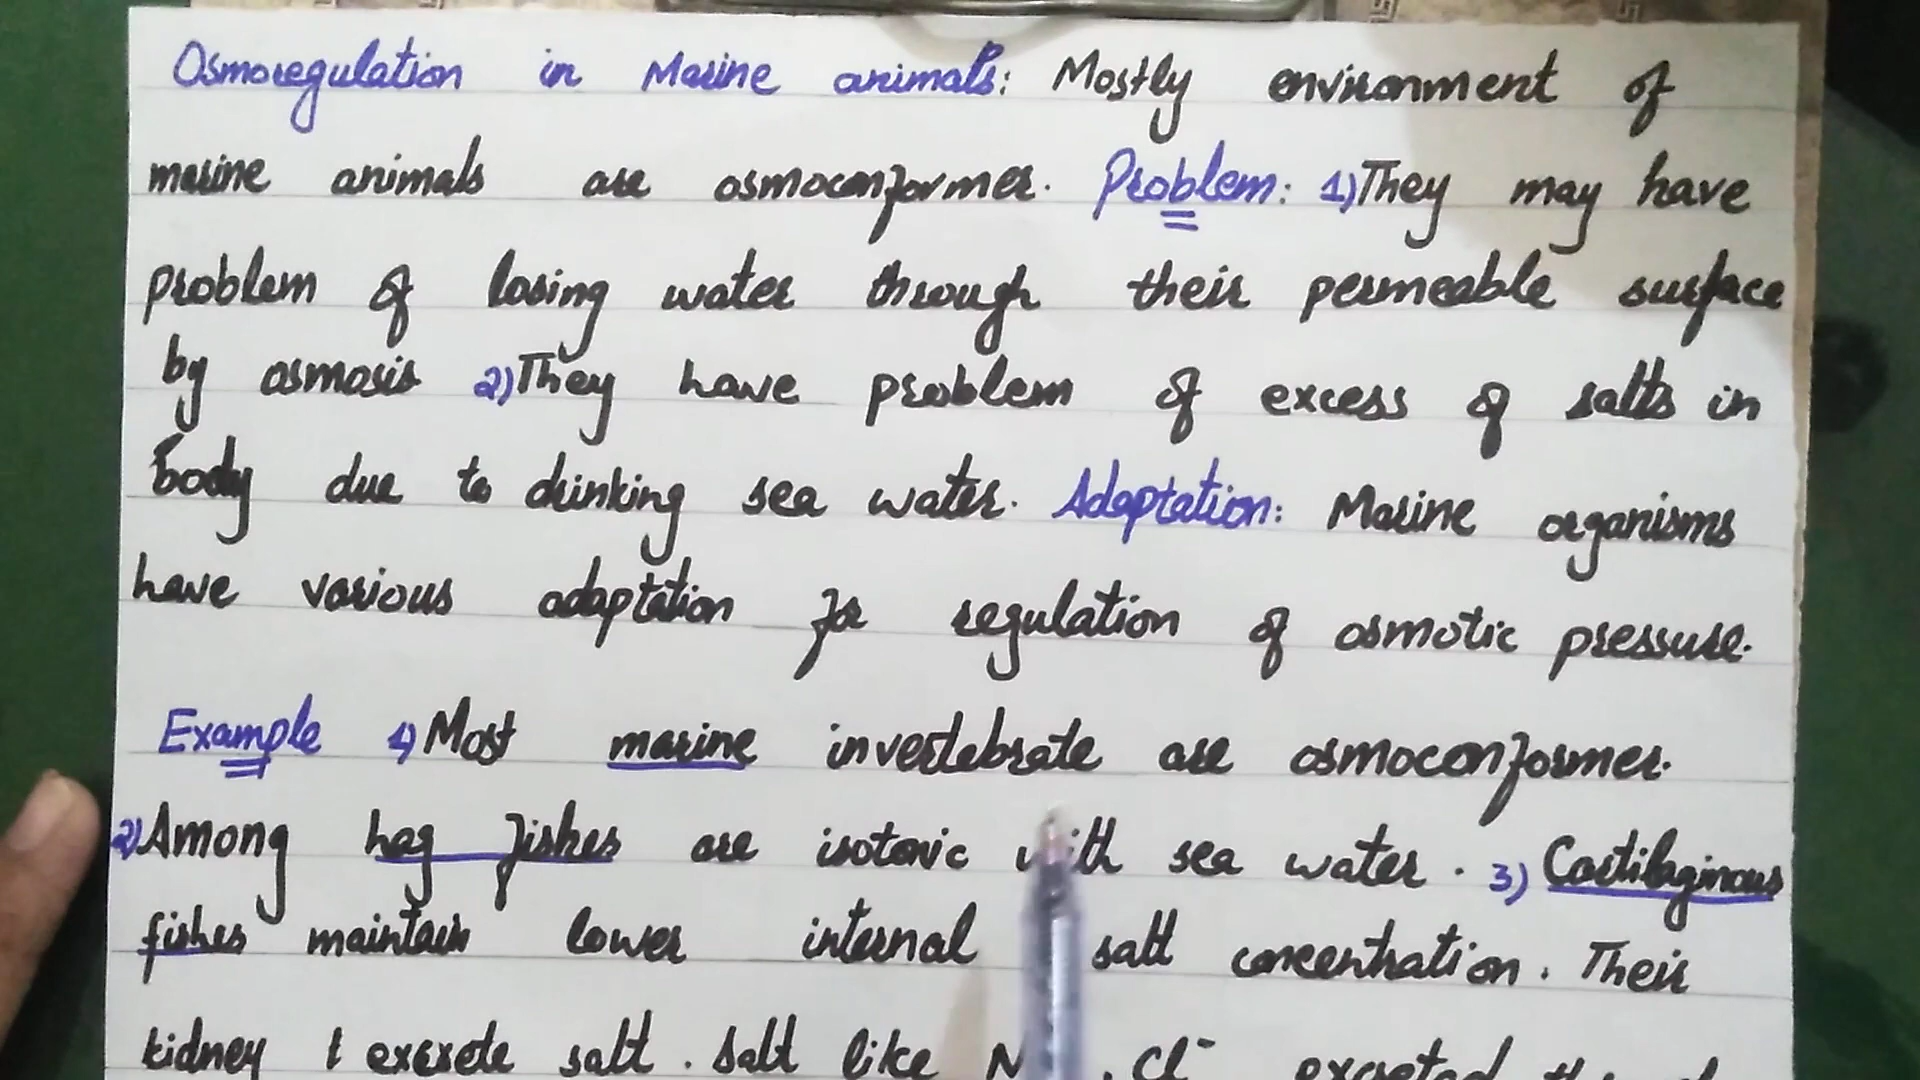 Osmoregulation in Marine animals: Mostly environment of
marine animals are osmoconformer. Problem: 1) They may have
problem of losing water through their permeable surface
by osmosis 2) They have problem of excess of salts in
body due to drinking sea water. Adaptation: Marine organisms
have various adaptation for regulation of osmotic pressure.
Example 1) Most marine invertebrate are osmoconformer.
2) Among hag fishes are isotonic with sea water. 3) Cartilaginous
fishes maintain lower internal salt concentration. Their
kidney excrete salt. Salt like Cl⁻ excreted